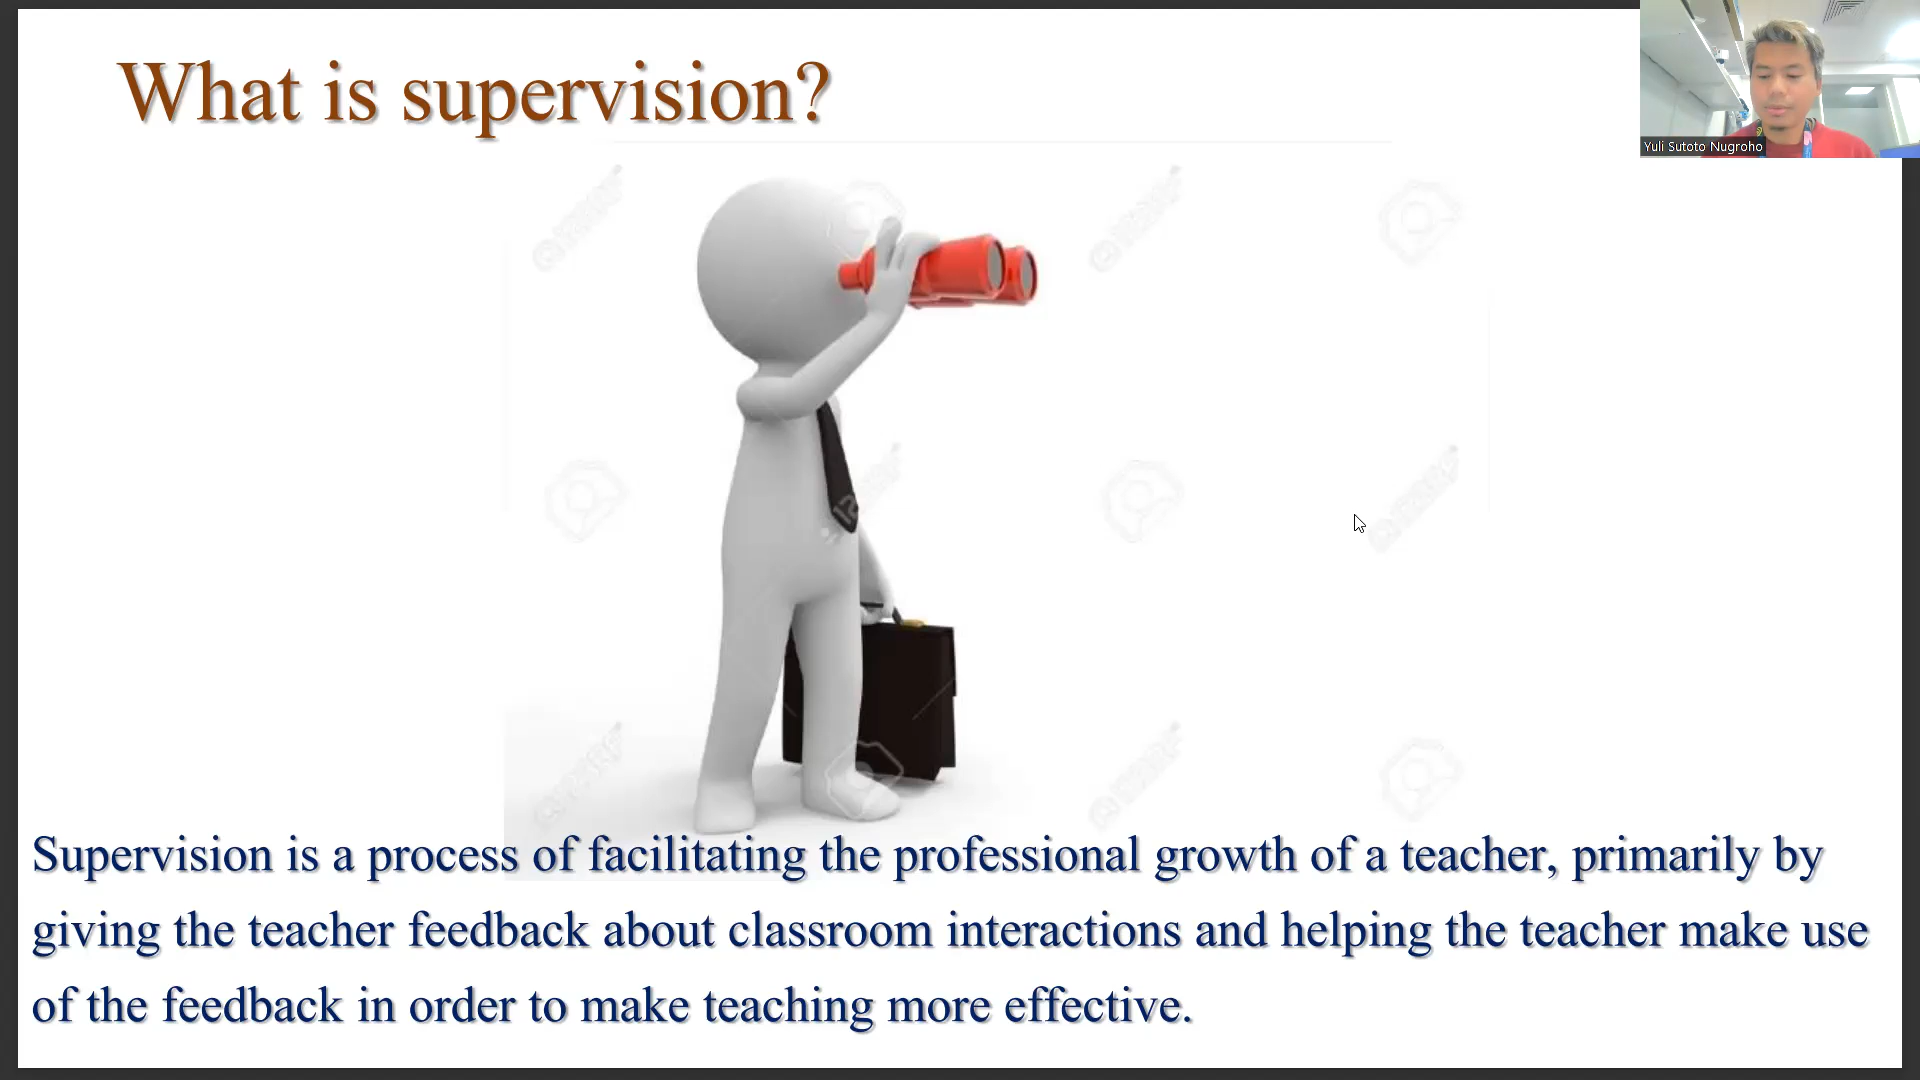 What is supervision?
Yuli Sutoto Nugroho
Supervision is a process of facilitating the professional growth of a teacher, primarily by
giving the teacher feedback about classroom interactions and helping the teacher make use
of the feedback in order to make teaching more effective.